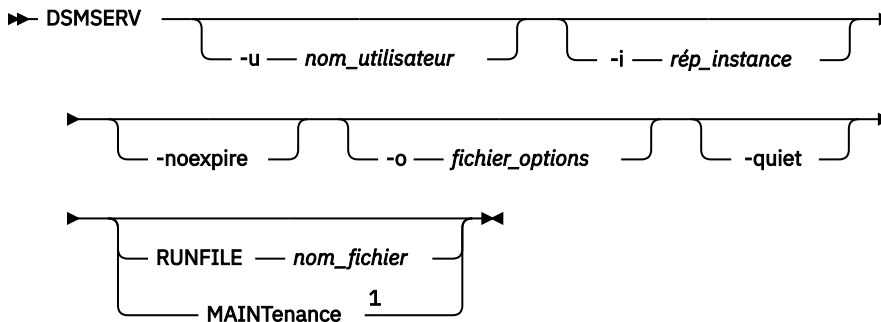 DSMSERV
-u nom_utilisateur
-i rép_instance
-noexpire
-o fichier_options
-quiet
RUNFILE nom_fichier
MAINTenance 1